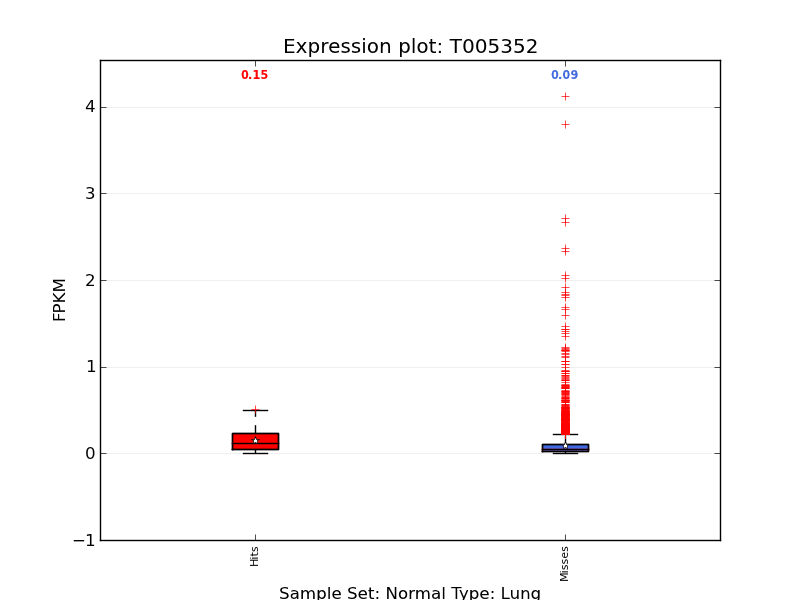 Expression plot: T005352
0.15
0.09
4
3
2
1
0
−1
FPKM
Hits
Misses
Sample Set: Normal Type: Lung